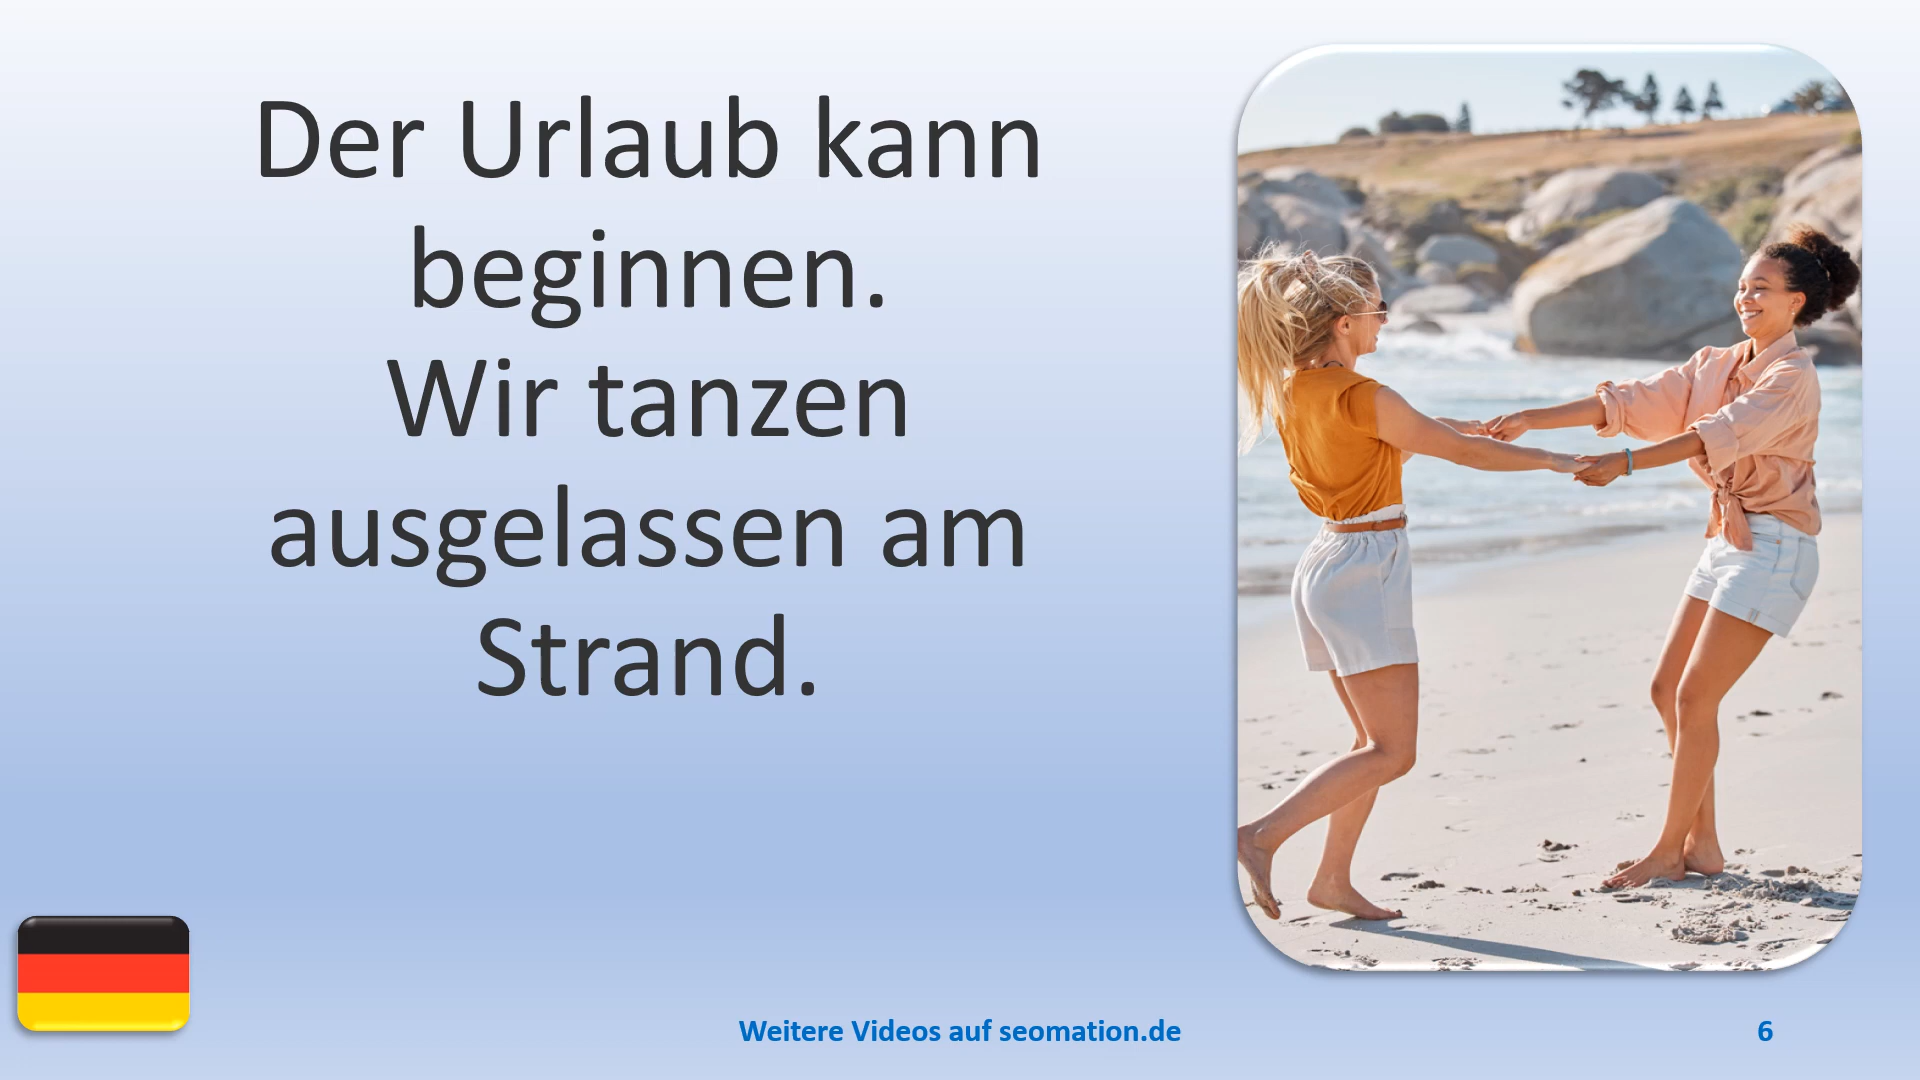 Der Urlaub kann
beginnen.
Wir tanzen
ausgelassen am
Strand.
Weitere Videos auf seomation.de
6